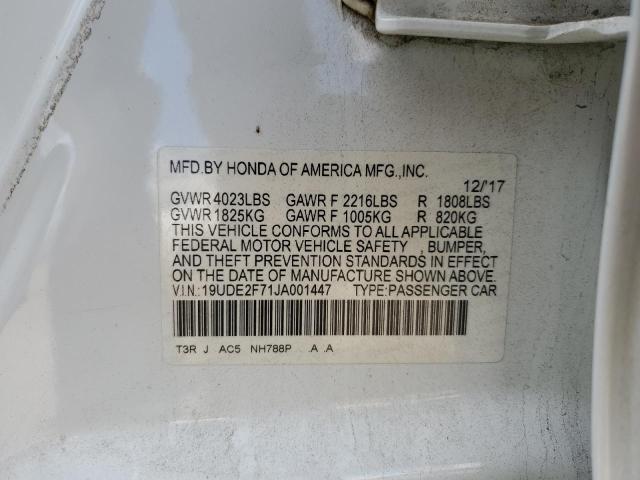 MFD.BY HONDA OF AMERICA MFG.,INC.
12/'17
GVWR 4023LBS GAWR F 2216LBS R 1808LBS
GVWR 1825KG GAWR F 1005KG R 820KG
THIS VEHICLE CONFORMS TO ALL APPLICABLE
FEDERAL MOTOR VEHICLE SAFETY , BUMPER,
AND THEFT PREVENTION STANDARDS IN EFFECT
ON THE DATE OF MANUFACTURE SHOWN ABOVE.
V.I.N.: 19UDE2F71JA001447 TYPE:PASSENGER CAR
T3R J AC5 NH788P .A .A